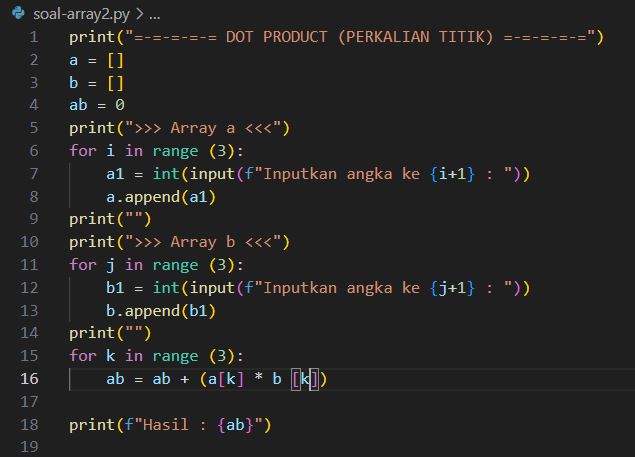 soal-array2.py > ...
1 print("=-=-=-=-= DOT PRODUCT (PERKALIAN TITIK) =-=-=-=-=")
2 a = []
3 b = []
4 ab = 0
5 print(">>> Array a <<<")
6 for i in range (3):
7     a1 = int(input(f"Inputkan angka ke {i+1} : "))
8     a.append(a1)
9 print("")
10 print(">>> Array b <<<")
11 for j in range (3):
12     b1 = int(input(f"Inputkan angka ke {j+1} : "))
13     b.append(b1)
14 print("")
15 for k in range (3):
16     ab = ab + (a[k] * b [k])
17
18 print(f"Hasil : {ab}")
19